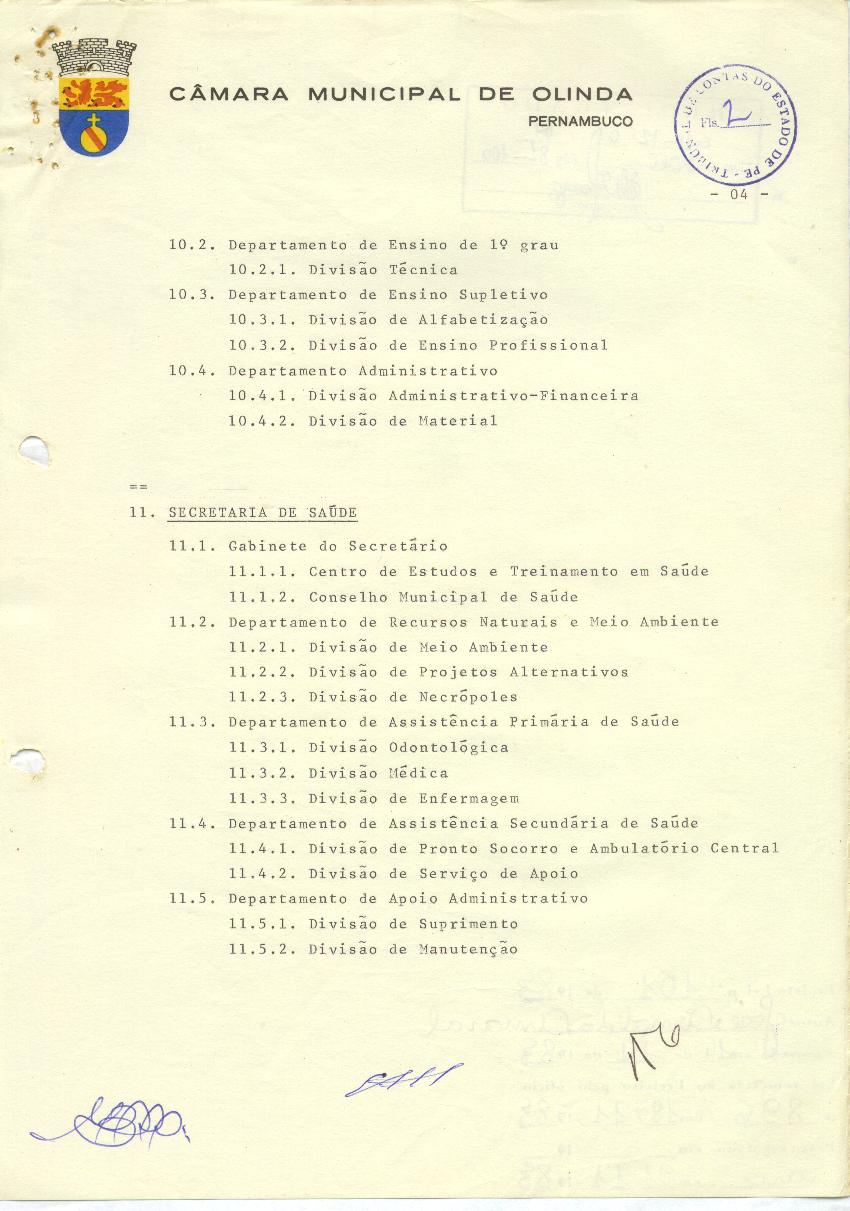 CÂMARA MUNICIPAL DE OLINDA
PERNAMBUCO
TRIBUNAL DE CONTAS DO ESTADO DE PE -
Fls. 2
- 04 -
10.2. Departamento de Ensino de 1º grau
10.2.1. Divisão Técnica
10.3. Departamento de Ensino Supletivo
10.3.1. Divisão de Alfabetização
10.3.2. Divisão de Ensino Profissional
10.4. Departamento Administrativo
10.4.1. Divisão Administrativo-Financeira
10.4.2. Divisão de Material
==
11. SECRETARIA DE SAÚDE
11.1. Gabinete do Secretário
11.1.1. Centro de Estudos e Treinamento em Saúde
11.1.2. Conselho Municipal de Saúde
11.2. Departamento de Recursos Naturais e Meio Ambiente
11.2.1. Divisão de Meio Ambiente
11.2.2. Divisão de Projetos Alternativos
11.2.3. Divisão de Necrópoles
11.3. Departamento de Assistência Primária de Saúde
11.3.1. Divisão Odontológica
11.3.2. Divisão Médica
11.3.3. Divisão de Enfermagem
11.4. Departamento de Assistência Secundária de Saúde
11.4.1. Divisão de Pronto Socorro e Ambulatório Central
11.4.2. Divisão de Serviço de Apoio
11.5. Departamento de Apoio Administrativo
11.5.1. Divisão de Suprimento
11.5.2. Divisão de Manutenção